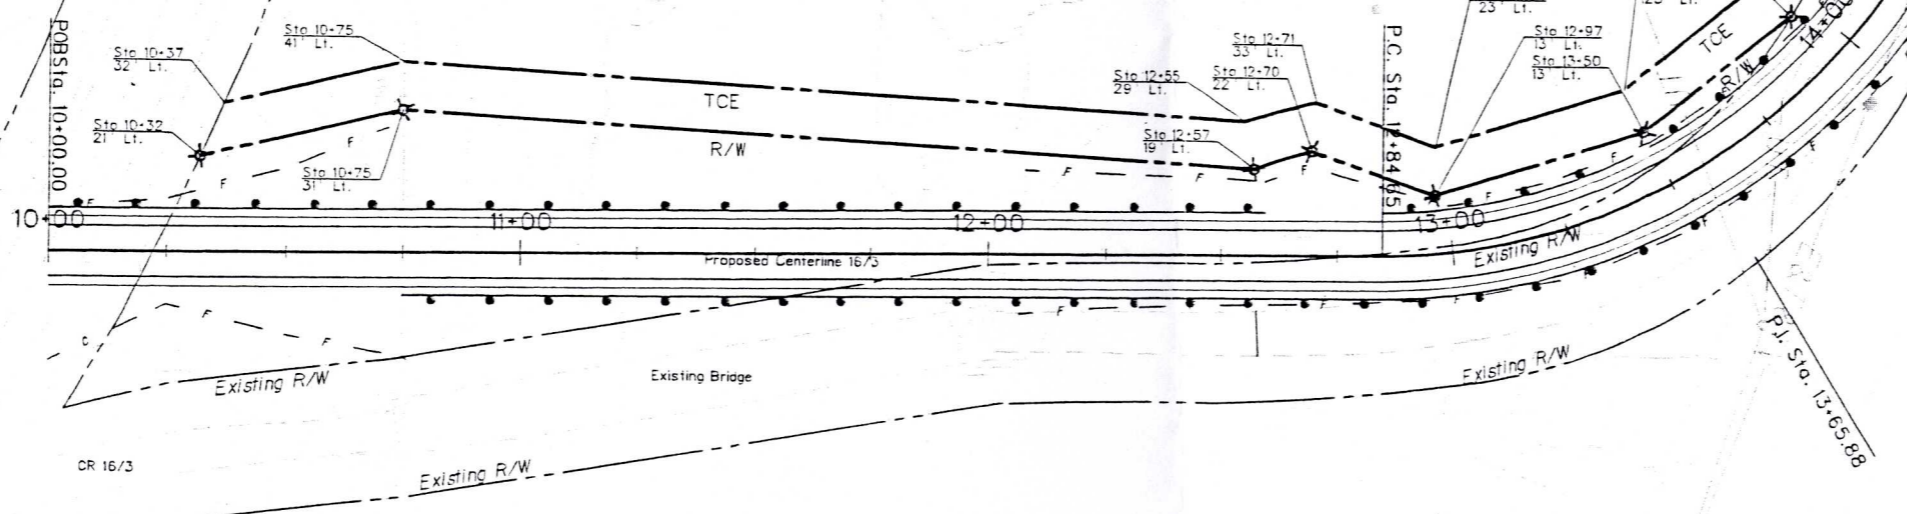 POBSta. 10+00.00
Sta 10+37
32' Lt.
Sta 10+75
41' Lt.
Sta 10+32
21' Lt.
Sta 10+75
31' Lt.
TCE
R/W
Sta 12+55
29' Lt.
Sta 12+71
33' Lt.
Sta 12+70
22' Lt.
Sta 12+57
19' Lt.
P.C. Sta. 12+84.65
23' Lt.
Sta 12+97
13' Lt.
Sta 13+50
13' Lt.
TCE
R/W
14+00
10+00
11+00
12+00
13+00
F
F
F
F
F
F
F
F
F
Proposed Centerline 16/3
Existing R/W
C
F
F
F
F
F
F
F
F
Existing R/W
Existing Bridge
Existing R/W
P.I. Sta. 13+65.88
CR 16/3
Existing R/W